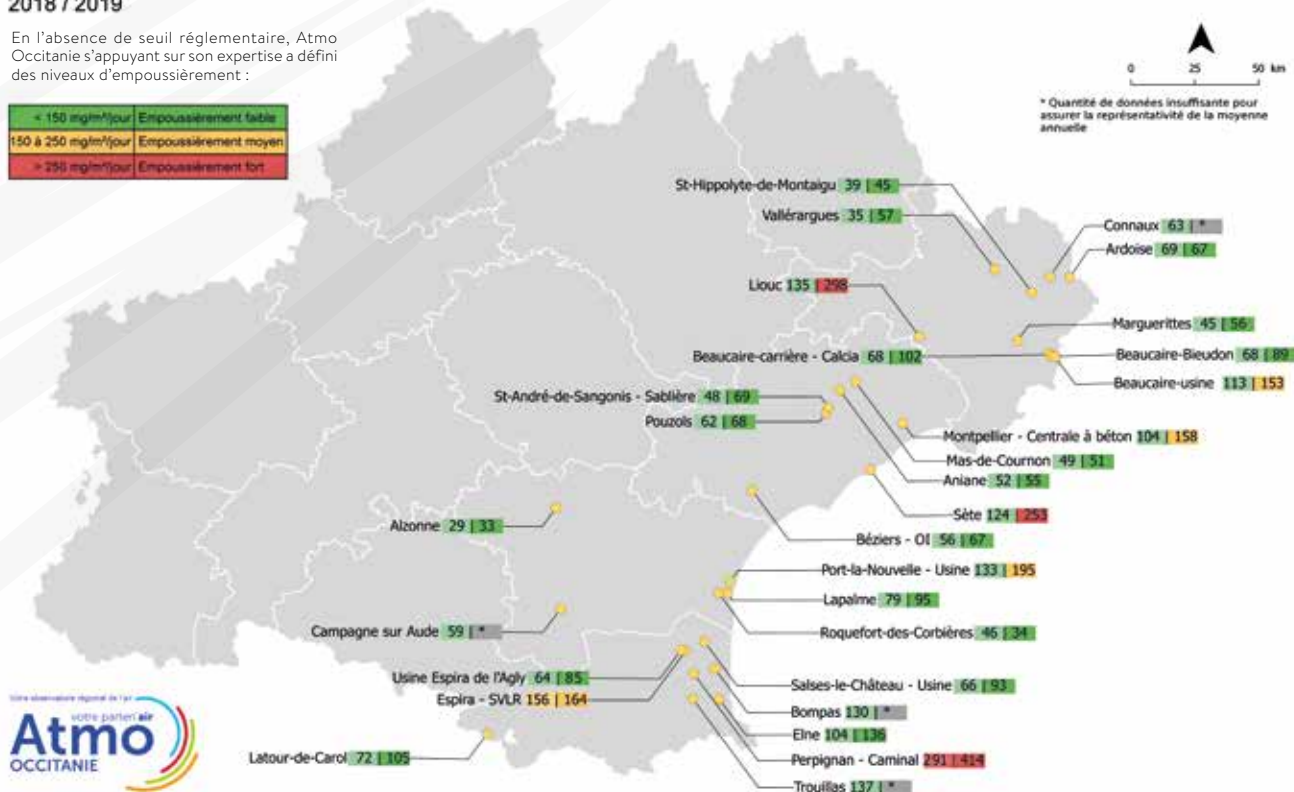 2018 / 2019
En l'absence de seuil réglementaire, Atmo
Occitanie s'appuyant sur son expertise a défini
des niveaux d'empoussièrement :
< 150 mg/m²/jour Empoussièrement faible
150 à 250 mg/m²/jour Empoussièrement moyen
> 250 mg/m²/jour Empoussièrement fort
0 25 50 km
* Quantité de données insuffisante pour
assurer la représentativité de la moyenne
annuelle
St-Hippolyte-de-Montaigu 39 | 45
Vallérargues 35 | 57
Connaux 63 | *
Ardoise 69 | 67
Liouc 135 | 298
Marguerittes 45 | 56
Beaucaire-carrière - Calcia 68 | 102
Beaucaire-Bieudon 68 | 89
Beaucaire-usine 113 | 153
St-André-de-Sangonis - Sablière 48 | 69
Pouzols 62 | 68
Montpellier - Centrale à béton 104 | 158
Mas-de-Cournon 49 | 51
Aniane 52 | 55
Sète 124 | 253
Alzonne 29 | 33
Béziers - OI 56 | 67
Port-la-Nouvelle - Usine 133 | 195
Lapalme 79 | 95
Campagne sur Aude 59 | *
Roquefort-des-Corbières 46 | 34
Usine Espira de l'Agly 64 | 85
Salses-le-Château - Usine 66 | 93
Espira - SVLR 156 | 164
Bompas 130 | *
Elne 104 | 136
Latour-de-Carol 72 | 105
Perpignan - Caminal 291 | 414
Trouillas 137 | *
Votre observatoire régional de l'air
votre parten'air
Atmo
OCCITANIE